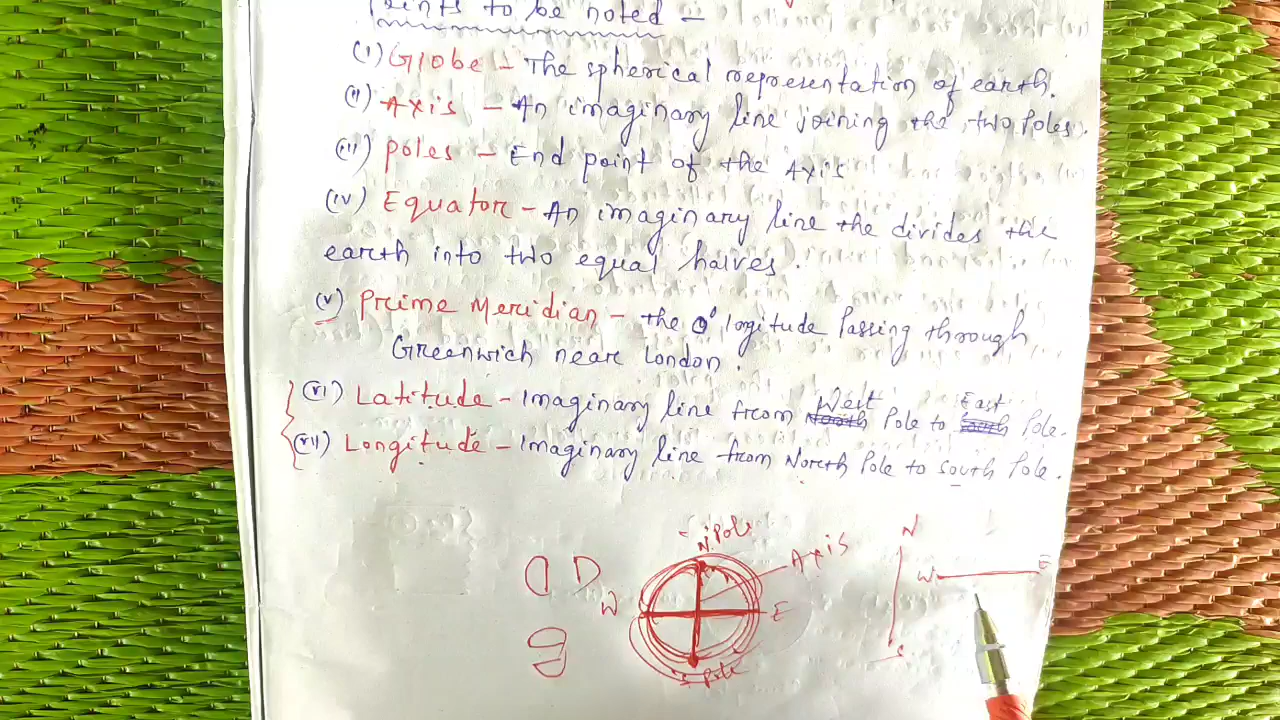 Points to be noted -
(i) Globe - The spherical representation of earth.
(ii) Axis - An imaginary line joining the two Poles.
(iii) poles - End point of the Axis
(iv) Equator - An imaginary line the divides the
earth into two equal halves.
(v) Prime Meridian - the 0° logitude Passing through
Greenwich near London.
(vi) Latitude - Imaginary line from West Pole to East Pole.
(vii) Longitude - Imaginary line from North Pole to South Pole.
N Pole
Axis
W
E
S Pole
N
W
E
S